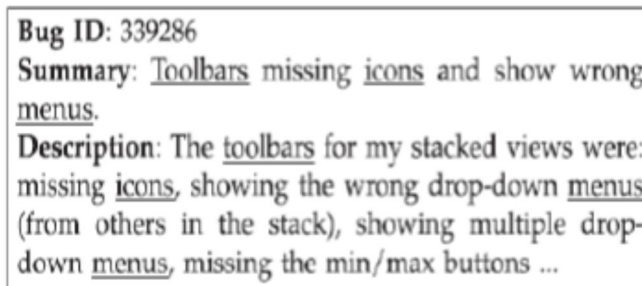 Bug ID: 339286
Summary: Toolbars missing icons and show wrong
menus.
Description: The toolbars for my stacked views were:
missing icons, showing the wrong drop-down menus
(from others in the stack), showing multiple drop-
down menus, missing the min/max buttons ...